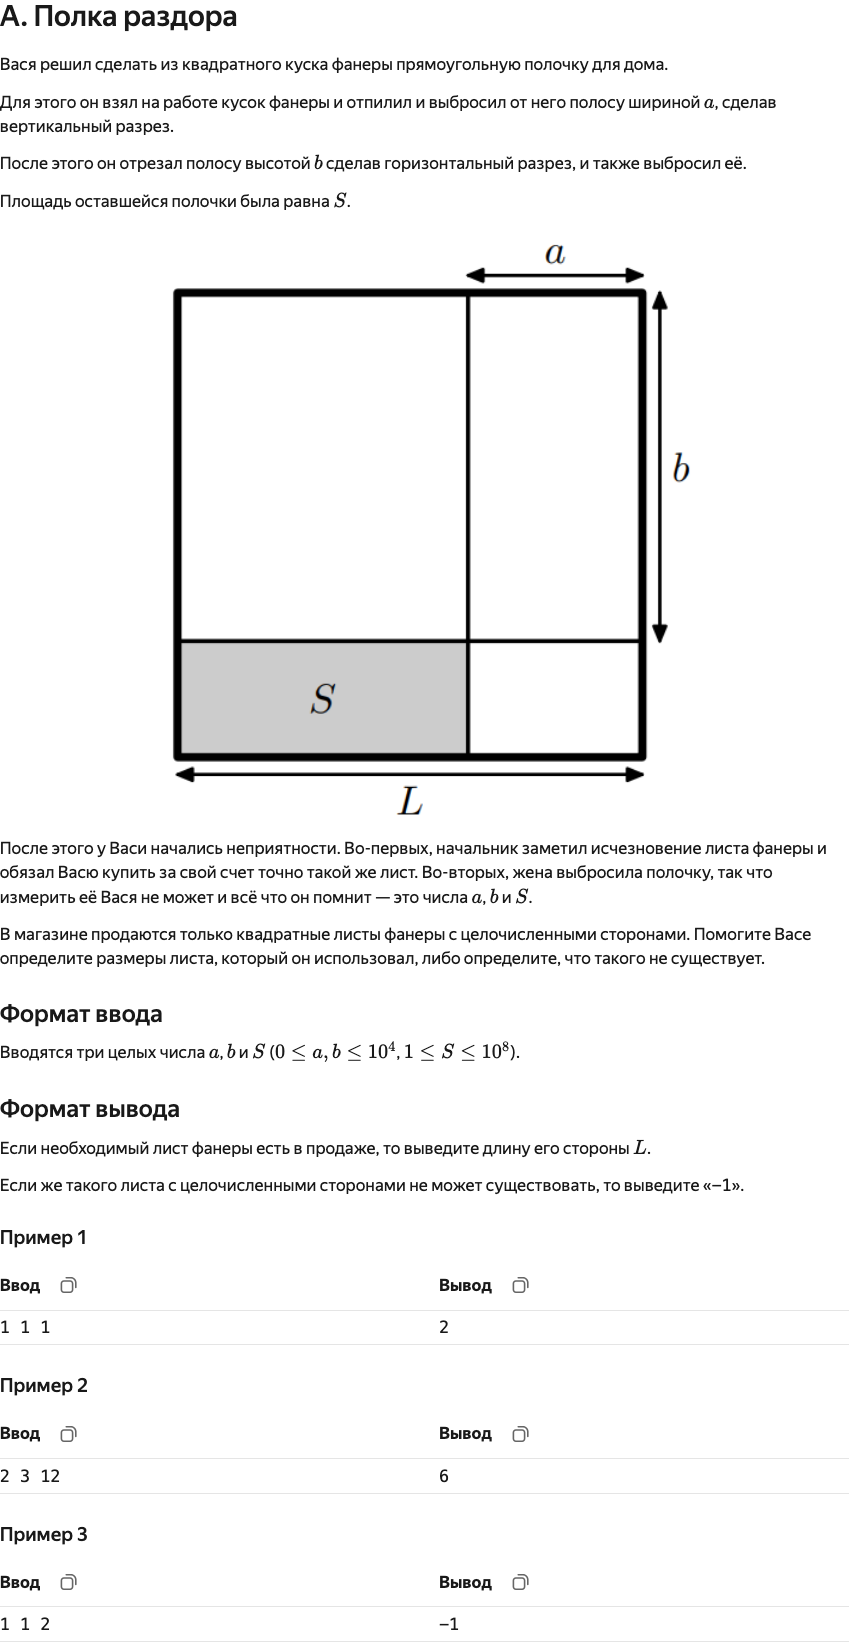 А. Полка раздора
Вася решил сделать из квадратного куска фанеры прямоугольную полочку для дома.
Для этого он взял на работе кусок фанеры и отпилил и выбросил от него полосу шириной a, сделав
вертикальный разрез.
После этого он отрезал полосу высотой b сделав горизонтальный разрез, и также выбросил её.
Площадь оставшейся полочки была равна S.
a
b
S
L
После этого у Васи начались неприятности. Во-первых, начальник заметил исчезновение листа фанеры и
обязал Васю купить за свой счет точно такой же лист. Во-вторых, жена выбросила полочку, так что
измерить её Вася не может и всё что он помнит — это числа a, b и S.
В магазине продаются только квадратные листы фанеры с целочисленными сторонами. Помогите Васе
определите размеры листа, который он использовал, либо определите, что такого не существует.
Формат ввода
Вводятся три целых числа a, b и S (0 ≤ a, b ≤ 10⁴, 1 ≤ S ≤ 10⁸).
Формат вывода
Если необходимый лист фанеры есть в продаже, то выведите длину его стороны L.
Если же такого листа с целочисленными сторонами не может существовать, то выведите «−1».
Пример 1
Ввод Вывод
1 1 1 2
Пример 2
Ввод Вывод
2 3 12 6
Пример 3
Ввод Вывод
1 1 2 −1